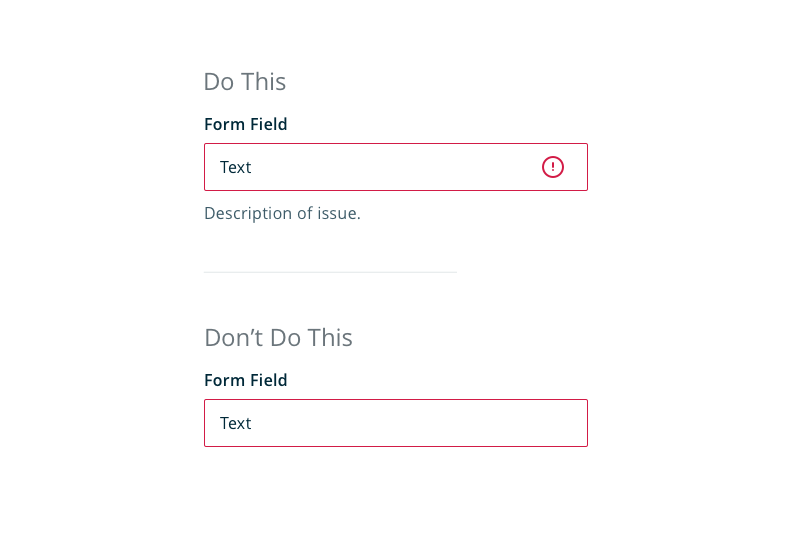 Do This
Form Field
Text
Description of issue.
Don’t Do This
Form Field
Text